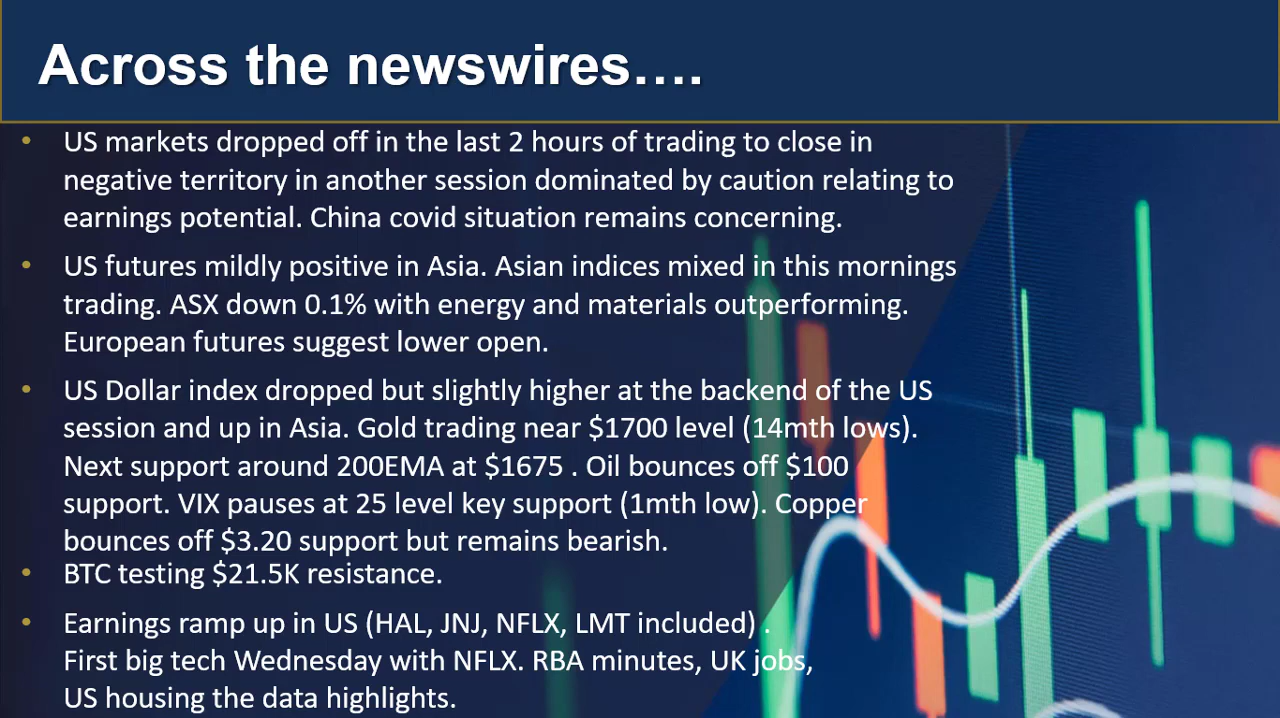 Across the newswires….
• US markets dropped off in the last 2 hours of trading to close in
negative territory in another session dominated by caution relating to
earnings potential. China covid situation remains concerning.
• US futures mildly positive in Asia. Asian indices mixed in this mornings
trading. ASX down 0.1% with energy and materials outperforming.
European futures suggest lower open.
• US Dollar index dropped but slightly higher at the backend of the US
session and up in Asia. Gold trading near $1700 level (14mth lows).
Next support around 200EMA at $1675 . Oil bounces off $100
support. VIX pauses at 25 level key support (1mth low). Copper
bounces off $3.20 support but remains bearish.
• BTC testing $21.5K resistance.
• Earnings ramp up in US (HAL, JNJ, NFLX, LMT included) .
First big tech Wednesday with NFLX. RBA minutes, UK jobs,
US housing the data highlights.